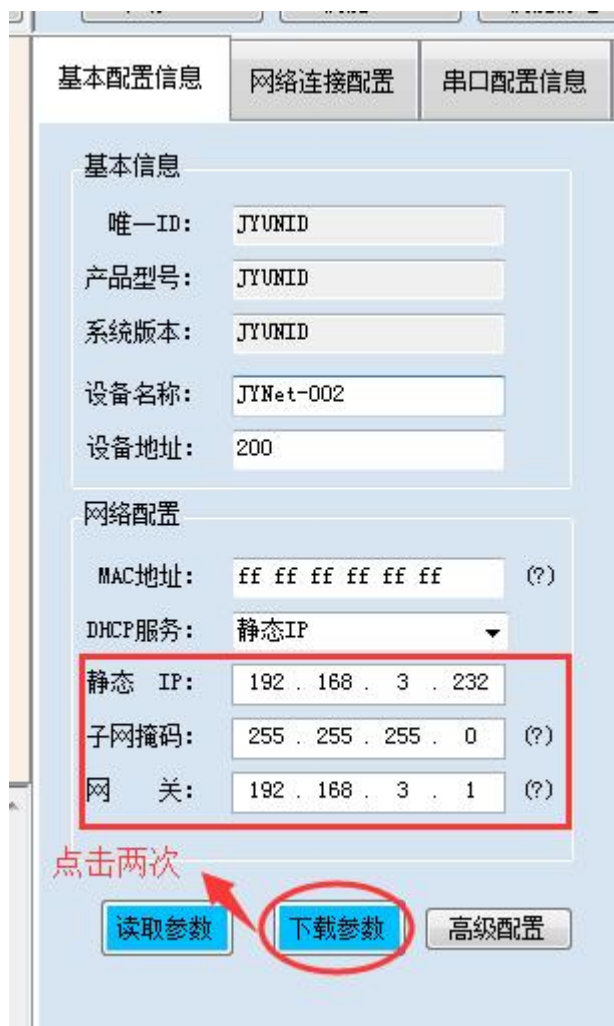 基本配置信息 网络连接配置 串口配置信息
基本信息
唯一ID: JYUNID
产品型号: JYUNID
系统版本: JYUNID
设备名称: JYNet-002
设备地址: 200
网络配置
MAC地址: ff ff ff ff ff ff (?)
DHCP服务: 静态IP
静态 IP: 192 . 168 . 3 . 232
子网掩码: 255 . 255 . 255 . 0 (?)
网 关: 192 . 168 . 3 . 1 (?)
点击两次
读取参数 下载参数 高级配置